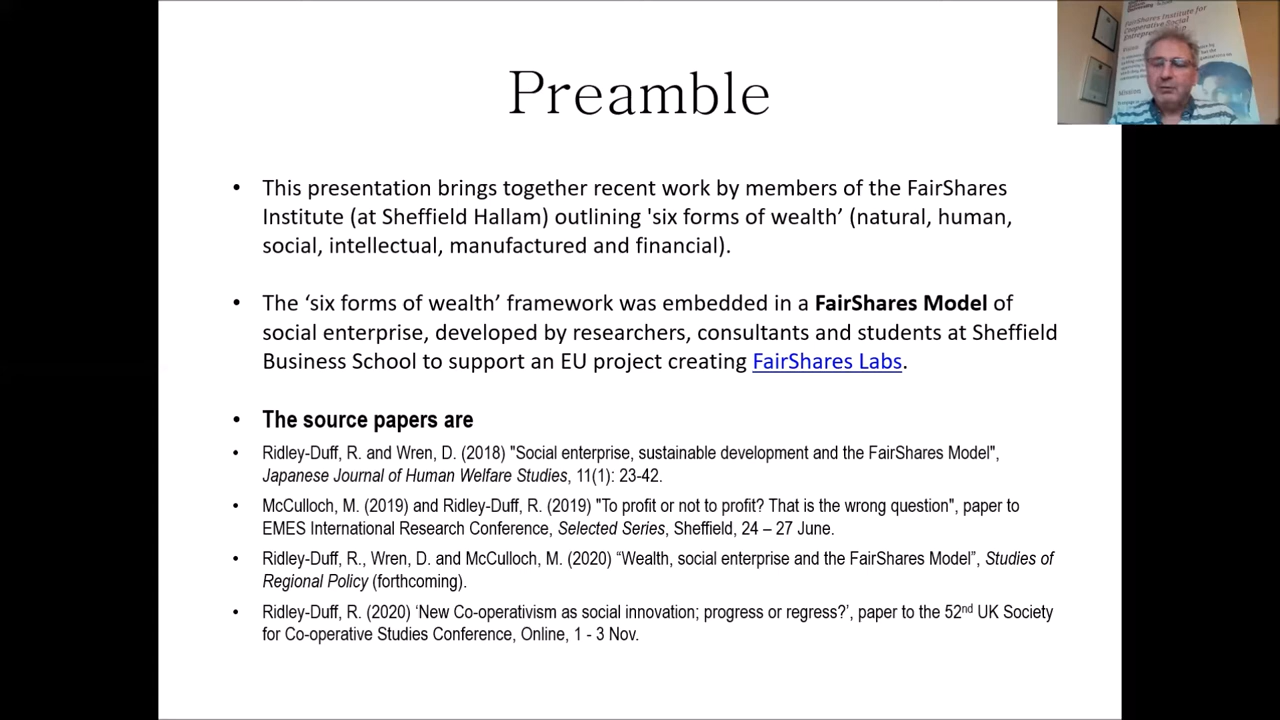 Preamble
FairShares Institute for
Cooperative Social
Mission
• This presentation brings together recent work by members of the FairShares
Institute (at Sheffield Hallam) outlining 'six forms of wealth’ (natural, human,
social, intellectual, manufactured and financial).
• The ‘six forms of wealth’ framework was embedded in a FairShares Model of
social enterprise, developed by researchers, consultants and students at Sheffield
Business School to support an EU project creating FairShares Labs.
• The source papers are
• Ridley-Duff, R. and Wren, D. (2018) "Social enterprise, sustainable development and the FairShares Model",
Japanese Journal of Human Welfare Studies, 11(1): 23-42.
• McCulloch, M. (2019) and Ridley-Duff, R. (2019) "To profit or not to profit? That is the wrong question", paper to
EMES International Research Conference, Selected Series, Sheffield, 24 – 27 June.
• Ridley-Duff, R., Wren, D. and McCulloch, M. (2020) “Wealth, social enterprise and the FairShares Model”, Studies of
Regional Policy (forthcoming).
• Ridley-Duff, R. (2020) ‘New Co-operativism as social innovation; progress or regress?’, paper to the 52nd UK Society
for Co-operative Studies Conference, Online, 1 - 3 Nov.